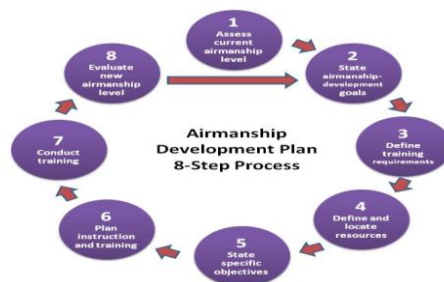 1
Assess current
airmanship level
2
State
airmanship-
development
goals
3
Define
training
requirements
4
Define and
locate
resources
5
State
specific
objectives
6
Plan
instruction
and training
7
Conduct
training
8
Evaluate
new
airmanship
level
Airmanship
Development Plan
8-Step Process